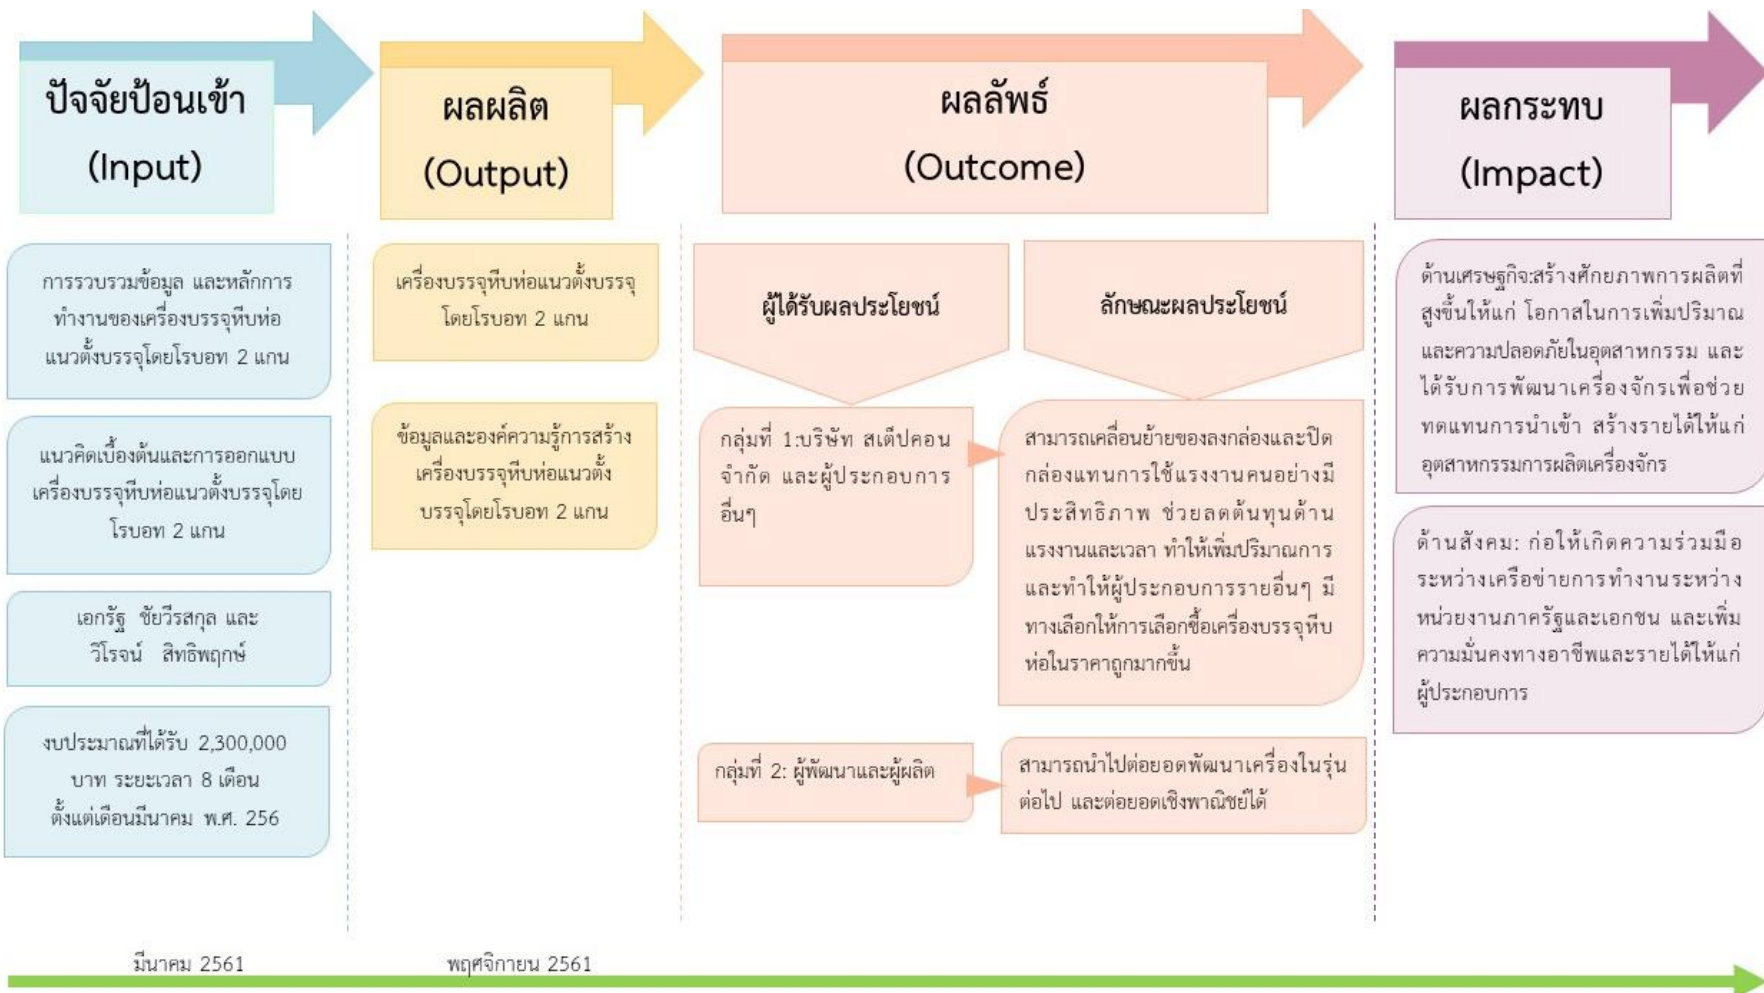 ปัจจัยป้อนเข้า
(Input)
ผลผลิต
(Output)
ผลลัพธ์
(Outcome)
ผลกระทบ
(Impact)
การรวบรวมข้อมูล และหลักการ
ทำงานของเครื่องบรรจุหีบห่อ
แนวตั้งบรรจุโดยโรบอท 2 แกน
แนวคิดเบื้องต้นและการออกแบบ
เครื่องบรรจุหีบห่อแนวตั้งบรรจุโดย
โรบอท 2 แกน
เอกรัฐ ชัยวีรสกุล และ
วิโรจน์ สิทธิพฤกษ์
งบประมาณที่ได้รับ 2,300,000
บาท ระยะเวลา 8 เดือน
ตั้งแต่เดือนมีนาคม พ.ศ. 256
เครื่องบรรจุหีบห่อแนวตั้งบรรจุ
โดยโรบอท 2 แกน
ข้อมูลและองค์ความรู้การสร้าง
เครื่องบรรจุหีบห่อแนวตั้ง
บรรจุโดยโรบอท 2 แกน
ผู้ได้รับผลประโยชน์
ลักษณะผลประโยชน์
กลุ่มที่ 1:บริษัท สเต็ปคอน
จำกัด และผู้ประกอบการ
อื่นๆ
สามารถเคลื่อนย้ายของลงกล่องและปิด
กล่องแทนการใช้แรงงานคนอย่างมี
ประสิทธิภาพ ช่วยลดต้นทุนด้าน
แรงงานและเวลา ทำให้เพิ่มปริมาณการ
และทำให้ผู้ประกอบการรายอื่นๆ มี
ทางเลือกให้การเลือกซื้อเครื่องบรรจุหีบ
ห่อในราคาถูกมากขึ้น
กลุ่มที่ 2: ผู้พัฒนาและผู้ผลิต
สามารถนำไปต่อยอดพัฒนาเครื่องในรุ่น
ต่อไป และต่อยอดเชิงพาณิชย์ได้
ด้านเศรษฐกิจ:สร้างศักยภาพการผลิตที่
สูงขึ้นให้แก่ โอกาสในการเพิ่มปริมาณ
และความปลอดภัยในอุตสาหกรรม และ
ได้รับการพัฒนาเครื่องจักรเพื่อช่วย
ทดแทนการนำเข้า สร้างรายได้ให้แก่
อุตสาหกรรมการผลิตเครื่องจักร
ด้านสังคม: ก่อให้เกิดความร่วมมือ
ระหว่างเครือข่ายการทำงานระหว่าง
หน่วยงานภาครัฐและเอกชน และเพิ่ม
ความมั่นคงทางอาชีพและรายได้ให้แก่
ผู้ประกอบการ
มีนาคม 2561
พฤศจิกายน 2561